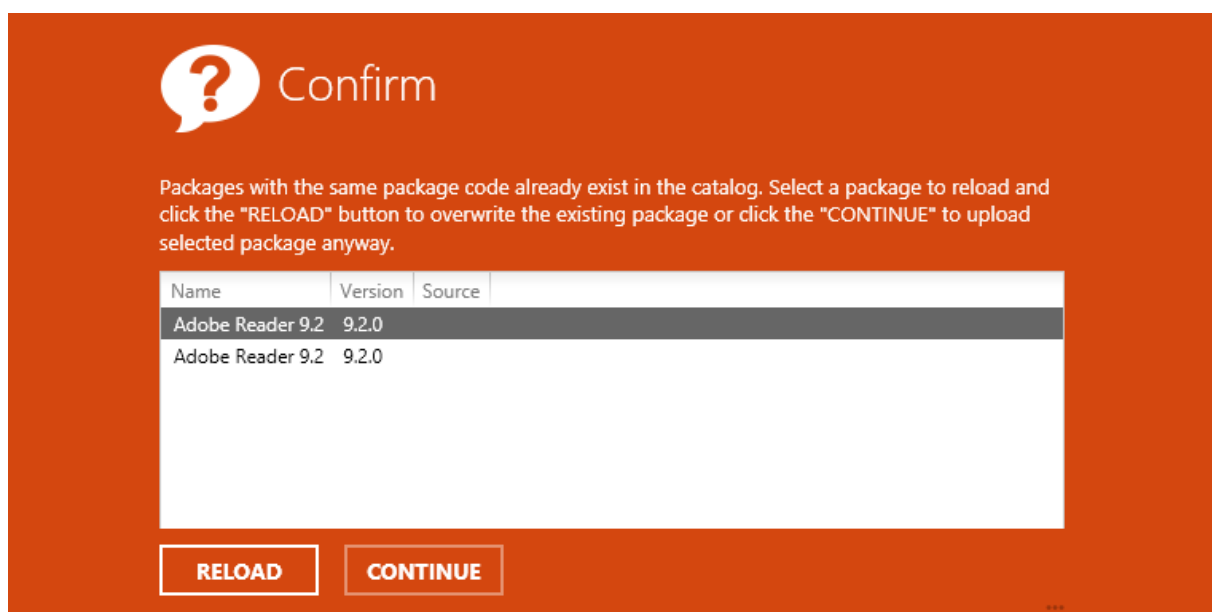 ?
Confirm
Packages with the same package code already exist in the catalog. Select a package to reload and
click the "RELOAD" button to overwrite the existing package or click the "CONTINUE" to upload
selected package anyway.
Name Version Source
Adobe Reader 9.2 9.2.0
Adobe Reader 9.2 9.2.0
RELOAD CONTINUE